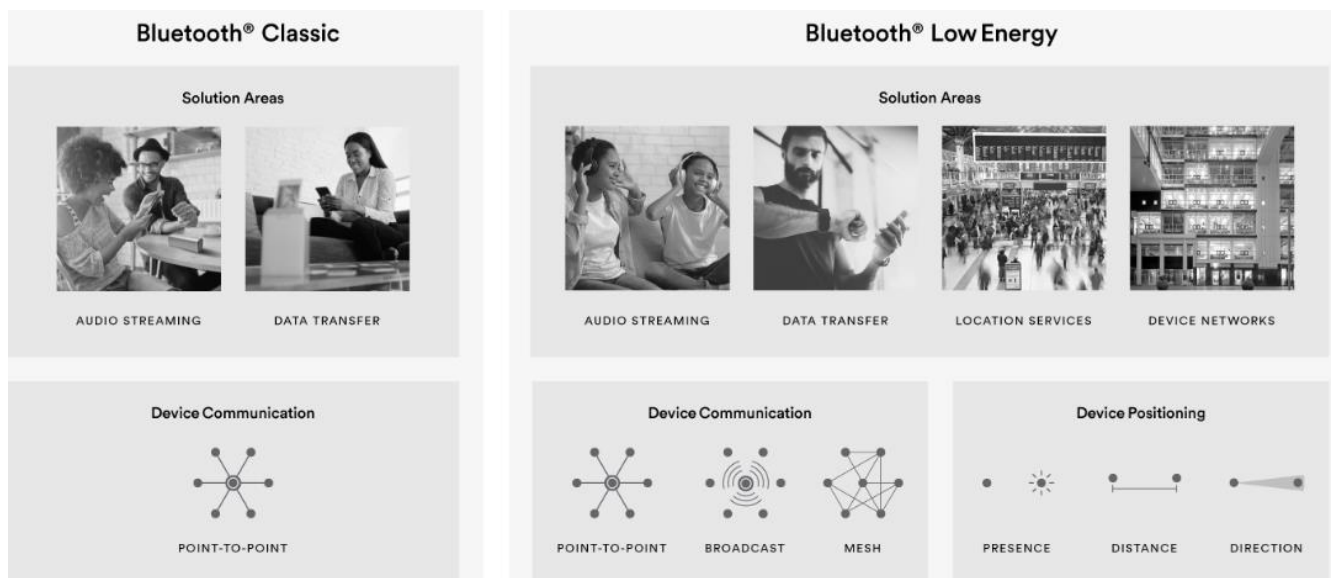 Bluetooth® Classic
Solution Areas
AUDIO STREAMING
DATA TRANSFER
Device Communication
POINT-TO-POINT
Bluetooth® Low Energy
Solution Areas
AUDIO STREAMING
DATA TRANSFER
LOCATION SERVICES
DEVICE NETWORKS
Device Communication
POINT-TO-POINT
BROADCAST
MESH
Device Positioning
PRESENCE
DISTANCE
DIRECTION